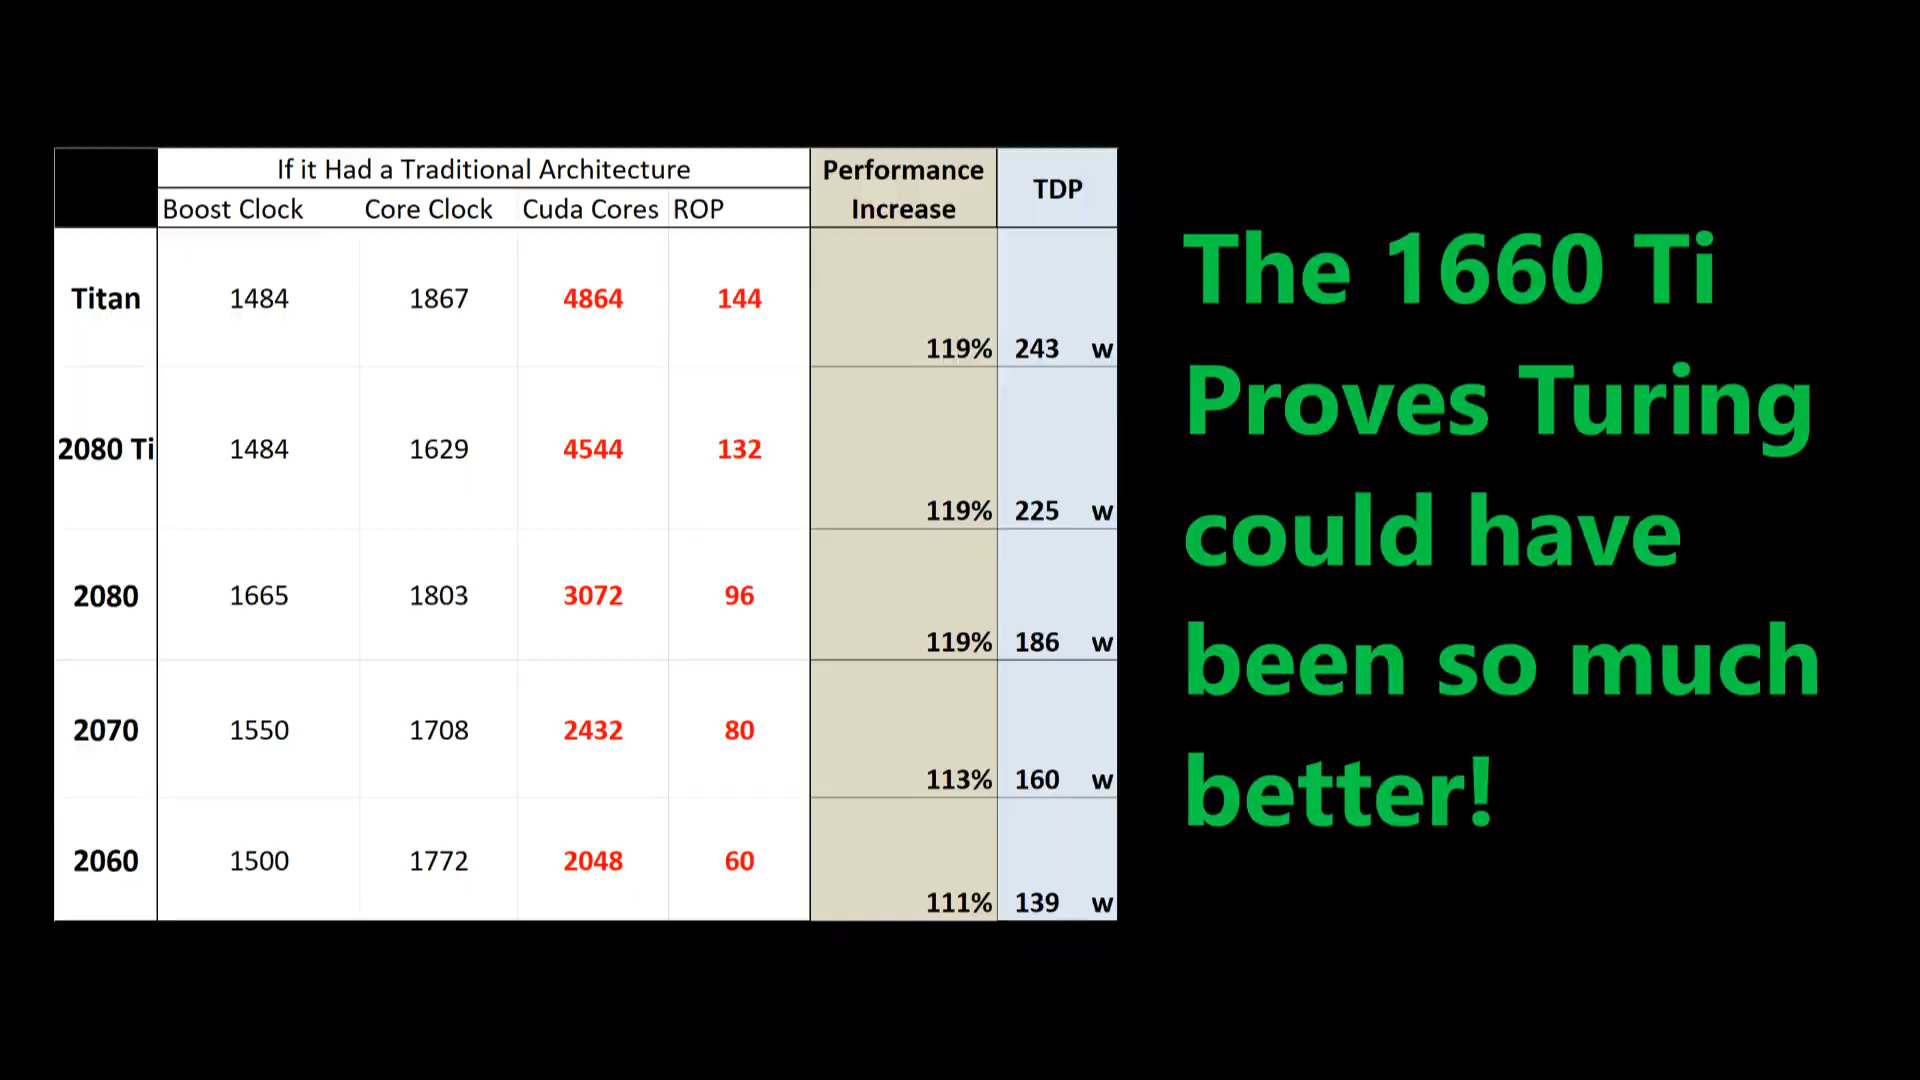 If it Had a Traditional Architecture Performance Increase TDP
Boost Clock Core Clock Cuda Cores ROP
Titan 1484 1867 4864 144 119% 243 w
2080 Ti 1484 1629 4544 132 119% 225 w
2080 1665 1803 3072 96 119% 186 w
2070 1550 1708 2432 80 113% 160 w
2060 1500 1772 2048 60 111% 139 w
The 1660 Ti
Proves Turing
could have
been so much
better!